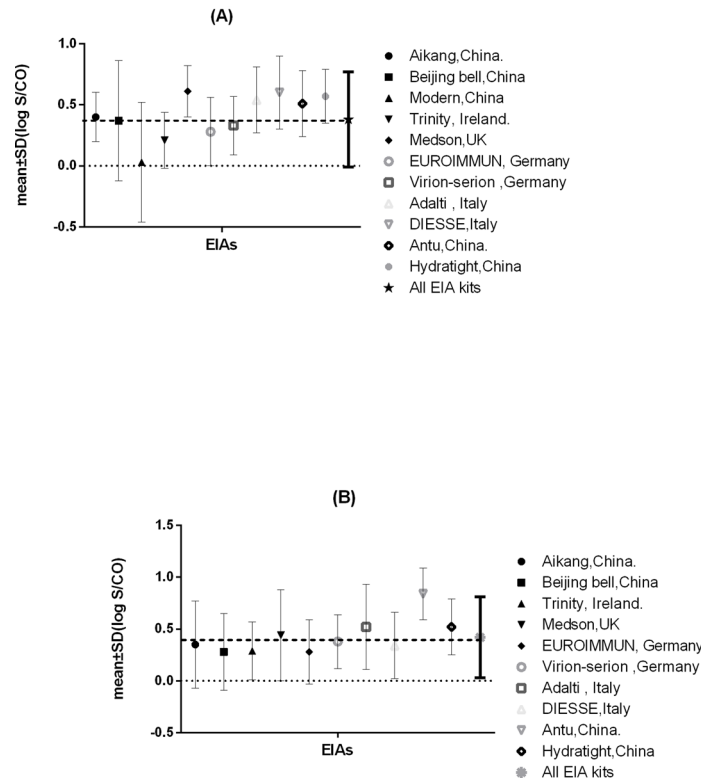 (A)
1.0
0.5
0.0
-0.5
mean±SD(log S/CO)
EIAs
Aikang,China.
Beijing bell,China
Modern,China
Trinity, Ireland.
Medson,UK
EUROIMMUN, Germany
Virion-serion ,Germany
Adalti , Italy
DIESSE,Italy
Antu,China.
Hydratight,China
All EIA kits
(B)
1.5
1.0
0.5
0.0
-0.5
mean±SD(log S/CO)
EIAs
Aikang,China.
Beijing bell,China
Trinity, Ireland.
Medson,UK
EUROIMMUN, Germany
Virion-serion ,Germany
Adalti , Italy
DIESSE,Italy
Antu,China.
Hydratight,China
All EIA kits